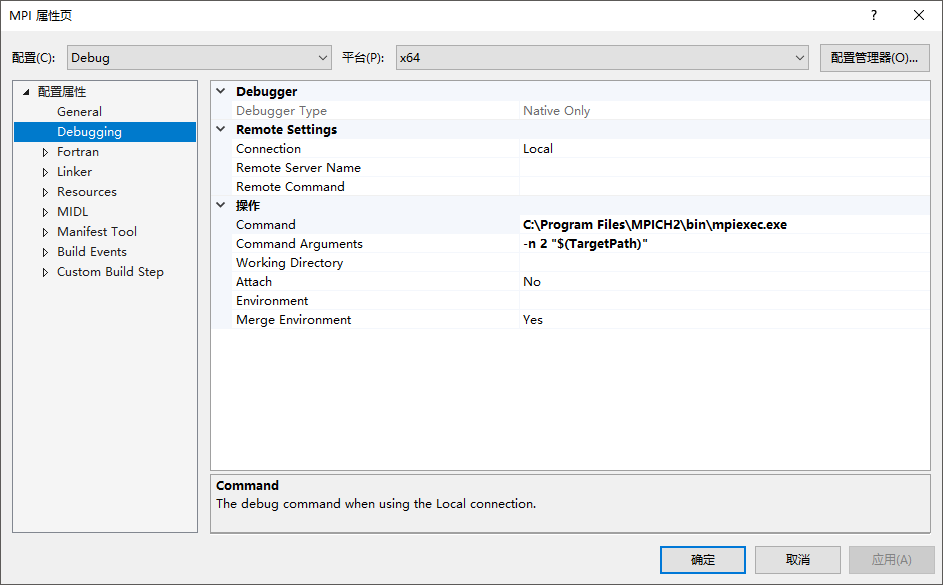 MPI 属性页
?
配置(C): Debug 平台(P): x64 配置管理器(O)...
配置属性
General
Debugging
Fortran
Linker
Resources
MIDL
Manifest Tool
Build Events
Custom Build Step
Debugger
Debugger Type Native Only
Remote Settings
Connection Local
Remote Server Name
Remote Command
操作
Command C:\Program Files\MPICH2\bin\mpiexec.exe
Command Arguments -n 2 "$(TargetPath)"
Working Directory
Attach No
Environment
Merge Environment Yes
Command
The debug command when using the Local connection.
确定 取消 应用(A)